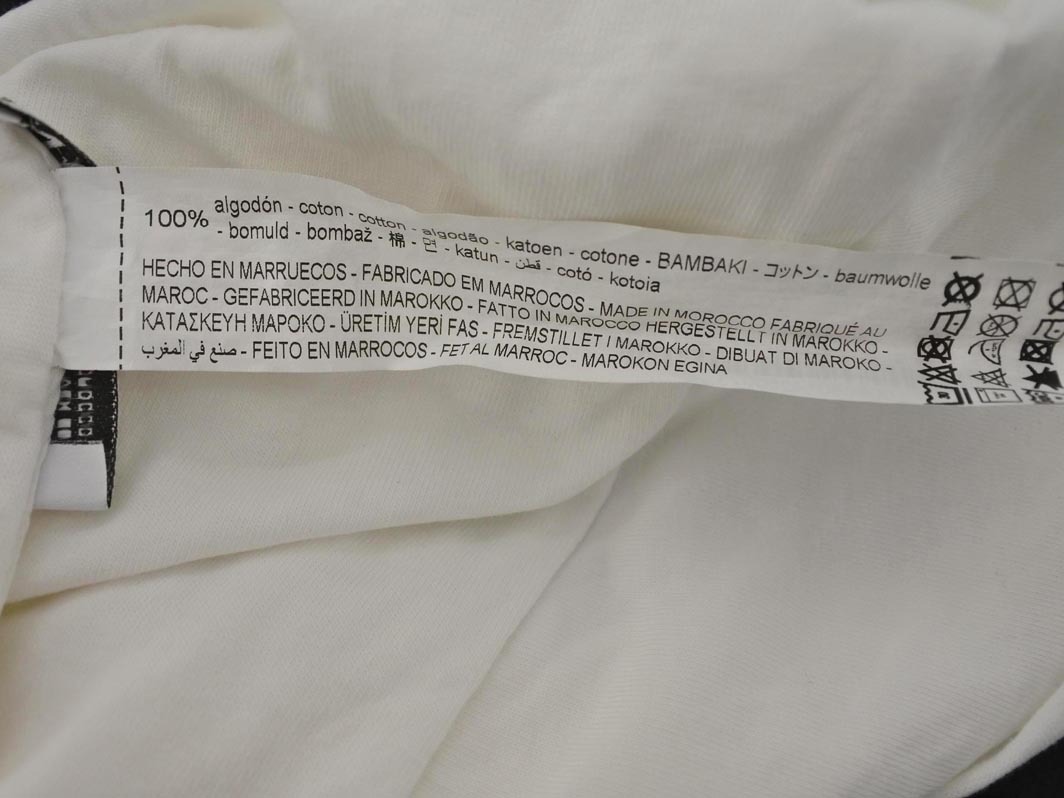 100% algodón - coton - cotton - algodão - katoen - cotone - BAMBAKI - コットン - baumwolle
- bomuld - bombaž - 棉 - 면 - katun - قطن - cotó - kotoia
HECHO EN MARRUECOS - FABRICADO EM MARROCOS - MADE IN MOROCCO FABRIQUÉ AU
MAROC - GEFABRICEERD IN MAROKKO - FATTO IN MAROCCO HERGESTELLT IN MAROKKO -
ΚΑΤΑΣΚΕΥΗ ΜΑΡΟΚΟ - ÜRETİM YERİ FAS - FREMSTILLET I MAROKKO - DIBUAT DI MAROKO -
صنع في المغرب - FEITO EN MARROCOS - FET AL MARROC - MAROKON EGINA